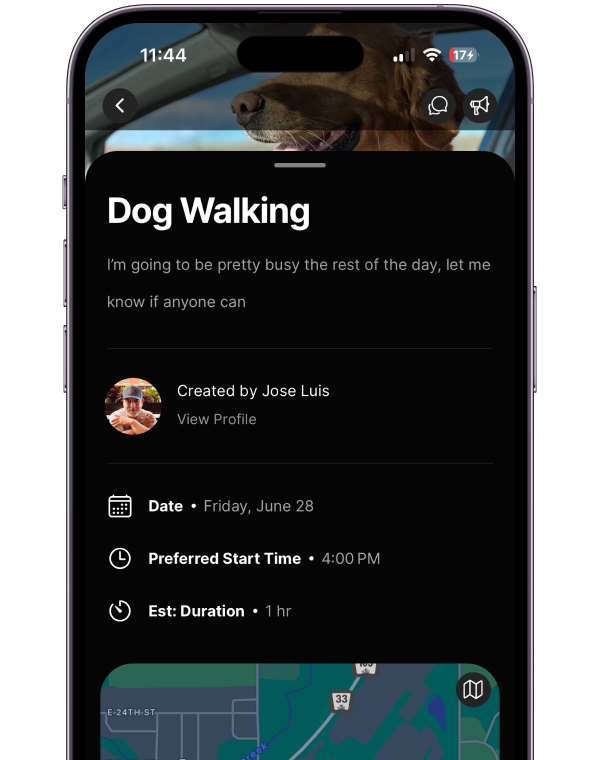 11:44
17
Dog Walking
I'm going to be pretty busy the rest of the day, let me
know if anyone can
Created by Jose Luis
View Profile
Date • Friday, June 28
Preferred Start Time • 4:00 PM
Est: Duration • 1 hr
103
33
E 24TH ST
reek